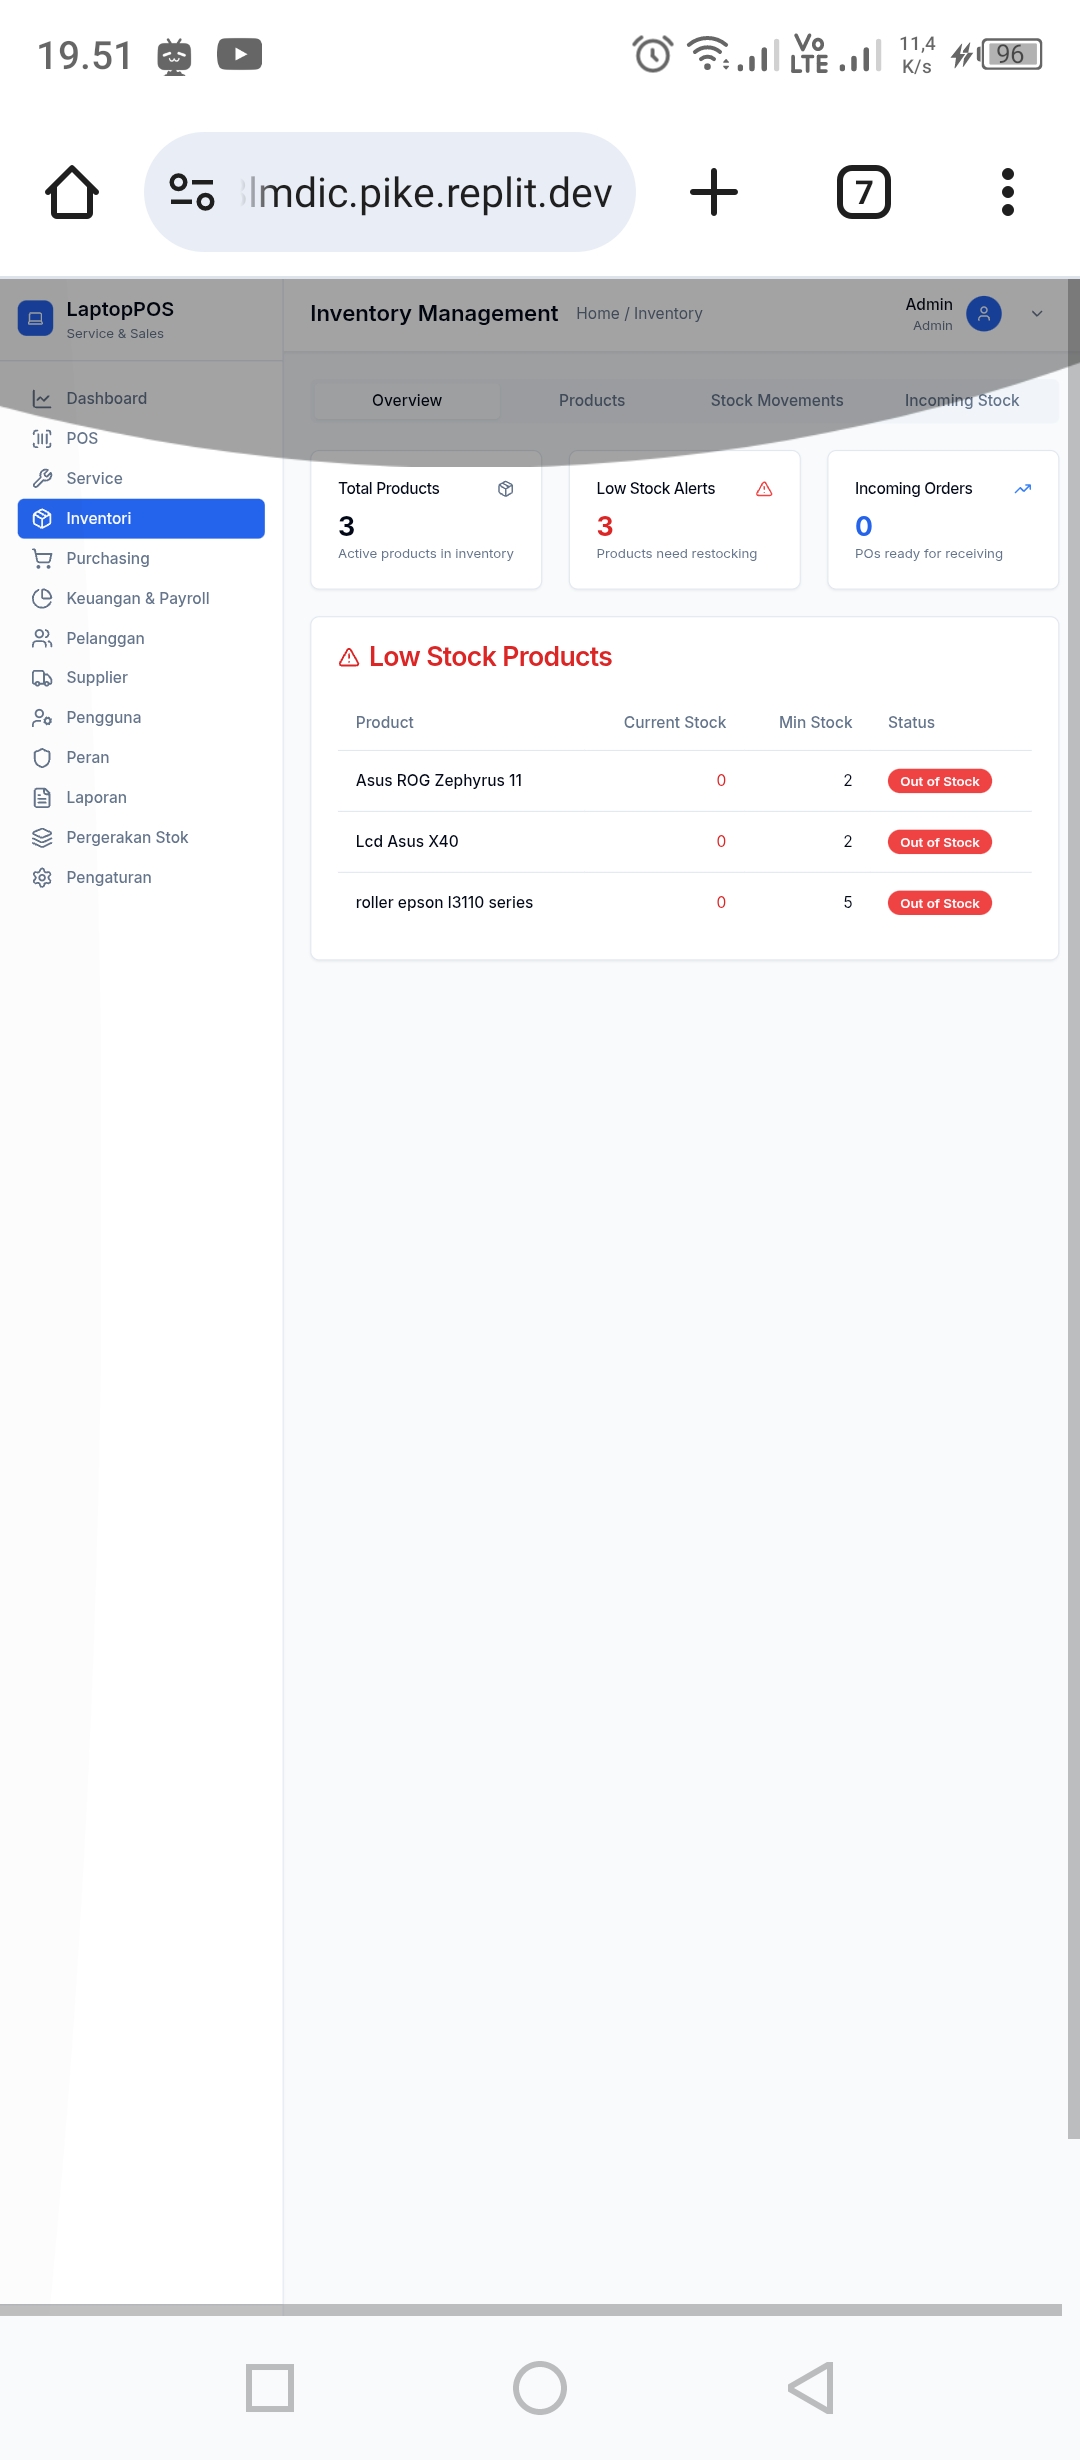 19.51
Vo
LTE
11,4
K/s
96
lmdic.pike.replit.dev
7
LaptopPOS
Service & Sales
Inventory Management
Home / Inventory
Admin
Admin
Dashboard
POS
Service
Inventori
Purchasing
Keuangan & Payroll
Pelanggan
Supplier
Pengguna
Peran
Laporan
Pergerakan Stok
Pengaturan
Overview
Products
Stock Movements
Incoming Stock
Total Products
3
Active products in inventory
Low Stock Alerts
3
Products need restocking
Incoming Orders
0
POs ready for receiving
Low Stock Products
Product Current Stock Min Stock Status
Asus ROG Zephyrus 11 0 2 Out of Stock
Lcd Asus X40 0 2 Out of Stock
roller epson l3110 series 0 5 Out of Stock